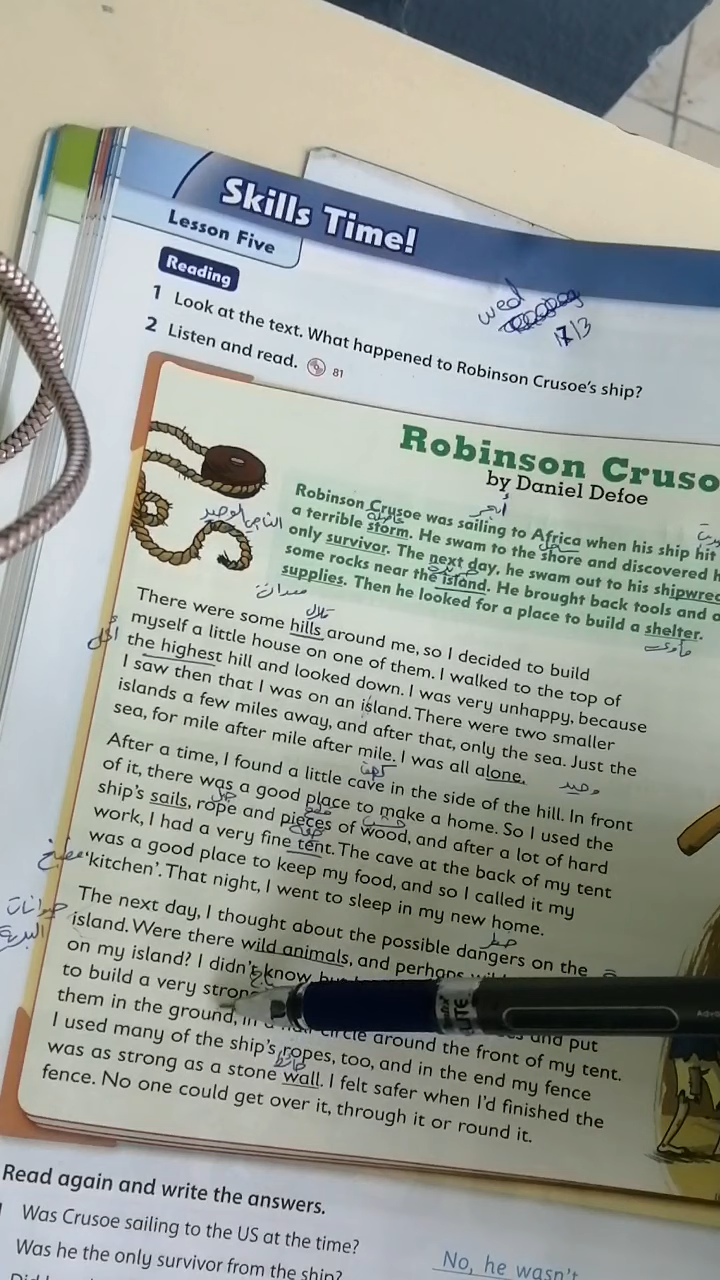 Skills Time!
Lesson Five
Reading
wed
13
1 Look at the text. What happened to Robinson Crusoe's ship?
2 Listen and read. 81
Robinson Cruso
by Daniel Defoe
أبحر
Robinson Crusoe was sailing to Africa when his ship hit
عاصفة
a terrible storm. He swam to the shore and discovered h
الناجي الوحيد
only survivor. The next day, he swam out to his shipwrec
some rocks near the island. He brought back tools and o
supplies. Then he looked for a place to build a shelter.
مأوى
تلال
There were some hills around me, so I decided to build
myself a little house on one of them. I walked to the top of
the highest hill and looked down. I was very unhappy, because
I saw then that I was on an island. There were two smaller
islands a few miles away, and after that, only the sea. Just the
sea, for mile after mile after mile. I was all alone.
كهف
وحيد
After a time, I found a little cave in the side of the hill. In front
of it, there was a good place to make a home. So I used the
ship's sails, rope and pieces of wood, and after a lot of hard
work, I had a very fine tent. The cave at the back of my tent
was a good place to keep my food, and so I called it my
مطبخ
'kitchen'. That night, I went to sleep in my new home.
خطر
The next day, I thought about the possible dangers on the
حيوانات
البرية
island. Were there wild animals, and perhaps
on my island? I didn't know,
to build a very
them in the ground, circle around the front of my tent.
and put
I used many of the ship's ropes, too, and in the end my fence
حائط
was as strong as a stone wall. I felt safer when I'd finished the
fence. No one could get over it, through it or round it.
Read again and write the answers.
Was Crusoe sailing to the US at the time?
No, he wasn't
Was he the only survivor from the ship?